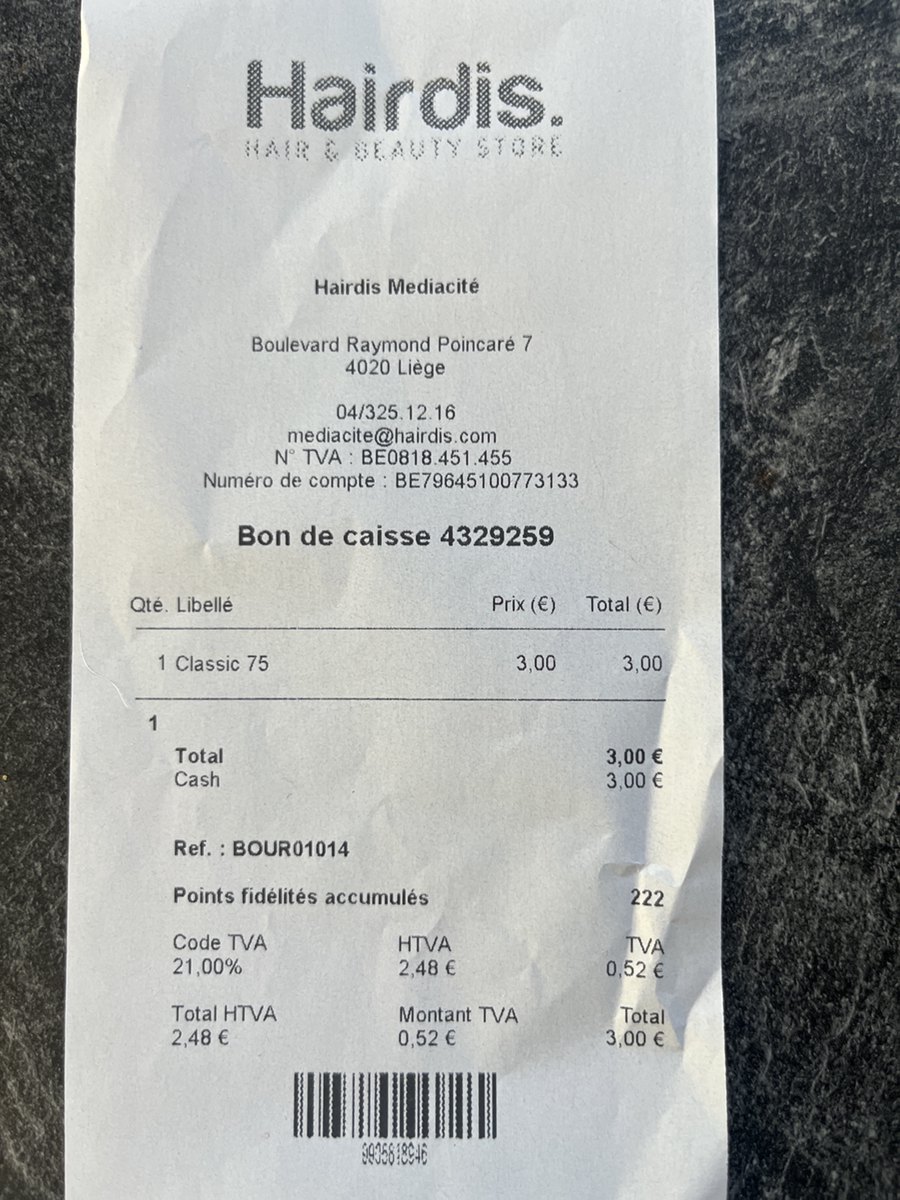 Hairdis.
HAIR & BEAUTY STORE
Hairdis Mediacité
Boulevard Raymond Poincaré 7
4020 Liège
04/325.12.16
mediacite@hairdis.com
N° TVA : BE0818.451.455
Numéro de compte : BE79645100773133
Bon de caisse 4329259
Qté. Libellé Prix (€) Total (€)
1 Classic 75 3,00 3,00
1
Total 3,00 €
Cash 3,00 €
Ref. : BOUR01014
Points fidélités accumulés 222
Code TVA HTVA TVA
21,00% 2,48 € 0,52 €
Total HTVA Montant TVA Total
2,48 € 0,52 € 3,00 €